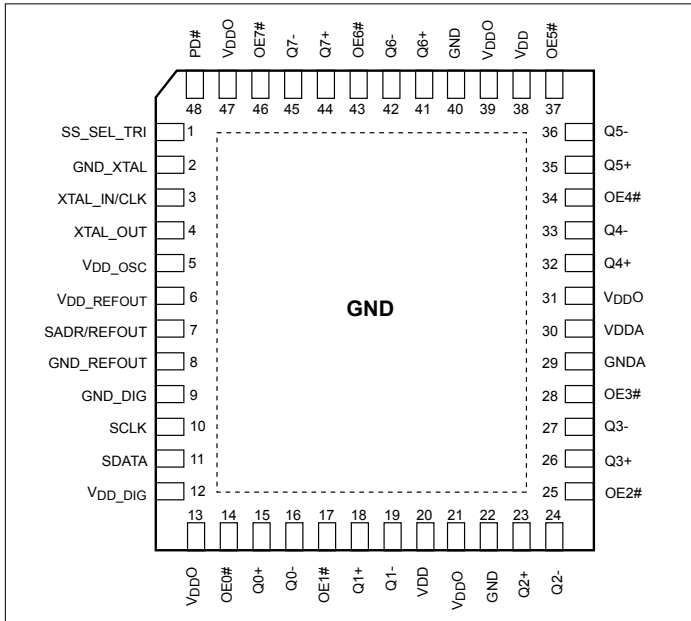 PD#
VDDO
OE7#
Q7-
Q7+
OE6#
Q6-
Q6+
GND
VDDO
VDD
OE5#
48 47 46 45 44 43 42 41 40 39 38 37
SS_SEL_TRI 1
GND_XTAL 2
XTAL_IN/CLK 3
XTAL_OUT 4
VDD_OSC 5
VDD_REFOUT 6
SADR/REFOUT 7
GND_REFOUT 8
GND_DIG 9
SCLK 10
SDATA 11
VDD_DIG 12
GND
36 Q5-
35 Q5+
34 OE4#
33 Q4-
32 Q4+
31 VDDO
30 VDDA
29 GNDA
28 OE3#
27 Q3-
26 Q3+
25 OE2#
13 14 15 16 17 18 19 20 21 22 23 24
VDDO
OE0#
Q0+
Q0-
OE1#
Q1+
Q1-
VDD
VDDO
GND
Q2+
Q2-